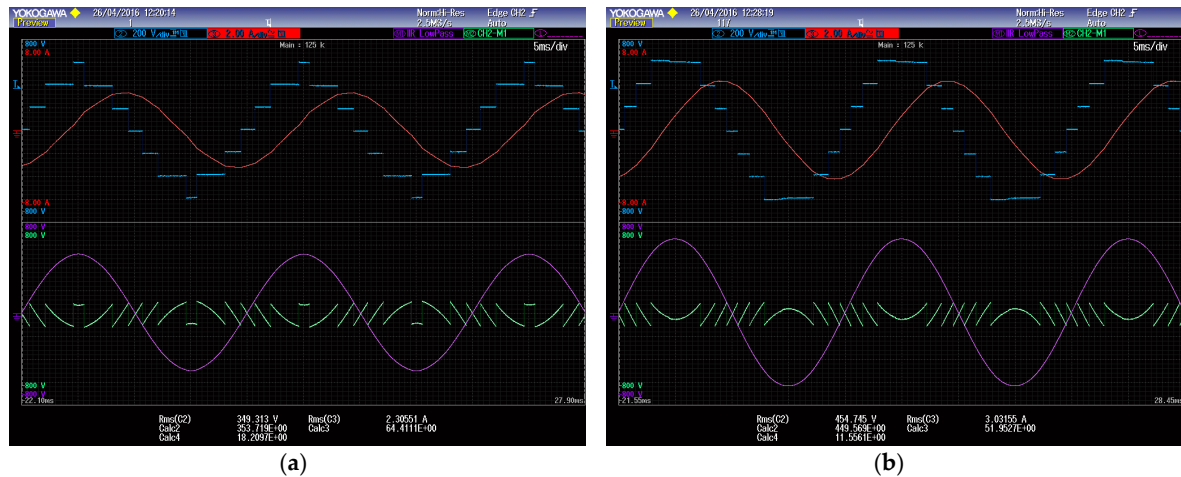 YOKOGAWA 26/04/2016 12:20:14 Norm:Hi-Res Edge CH2
Preview 1 2.5MS/s Auto
200 V 2.00 A IIR LowPass CH2-M1
800 V Main : 125 k 5ms/div
8.00 A
8.00 A
-800 V
800 V
800 V
-800 V
-800 V
-22.10ms 27.90ms
Rms(C2) 349.313 V Rms(C3) 2.30551 A
Calc2 353.719E+00 Calc3 64.4111E+00
Calc4 18.2097E+00
(a)
YOKOGAWA 26/04/2016 12:28:19 Norm:Hi-Res Edge CH2
Preview 117 2.5MS/s Auto
200 V 2.00 A IIR LowPass CH2-M1
800 V Main : 125 k 5ms/div
8.00 A
8.00 A
-800 V
800 V
800 V
-800 V
-800 V
-21.55ms 28.45ms
Rms(C2) 454.745 V Rms(C3) 3.03155 A
Calc2 449.569E+00 Calc3 51.9527E+00
Calc4 11.5561E+00
(b)